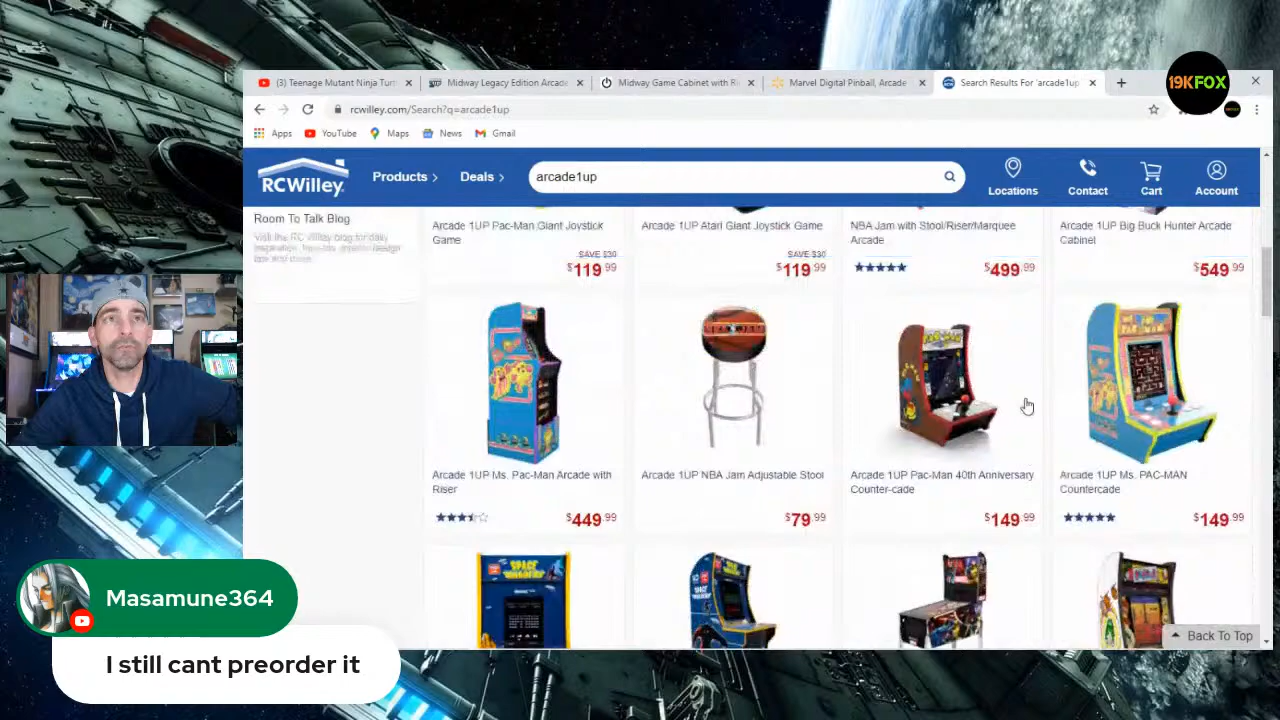 19KFOX
(3) Teenage Mutant Ninja Turt
Midway Legacy Edition Arcade
Midway Game Cabinet with Ri
Marvel Digital Pinball, Arcade
Search Results For 'arcade1up
rcwilley.com/Search?q=arcade1up
Apps YouTube Maps News Gmail
RCWilley
Products Deals
arcade1up
Locations Contact Cart Account
Room To Talk Blog
Arcade 1UP Pac-Man Giant Joystick
Game
SAVE $30
$119.99
Arcade 1UP Atari Giant Joystick Game
SAVE $30
$119.99
NBA Jam with Stool/Riser/Marquee
Arcade
$499.99
Arcade 1UP Big Buck Hunter Arcade
Cabinet
$549.99
Arcade 1UP Ms. Pac-Man Arcade with
Riser
$449.99
Arcade 1UP NBA Jam Adjustable Stool
$79.99
Arcade 1UP Pac-Man 40th Anniversary
Counter-cade
$149.99
Arcade 1UP Ms. PAC-MAN
Countercade
$149.99
Back To Top
Masamune364
I still cant preorder it